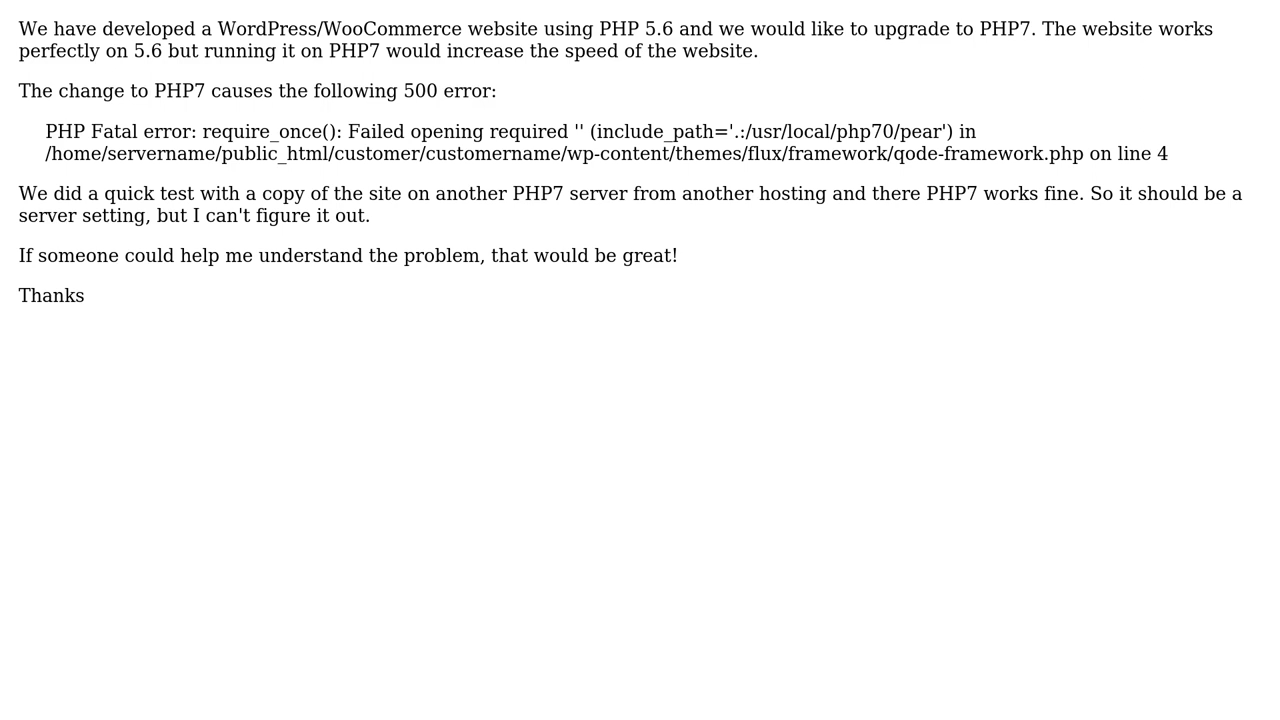 We have developed a WordPress/WooCommerce website using PHP 5.6 and we would like to upgrade to PHP7. The website works
perfectly on 5.6 but running it on PHP7 would increase the speed of the website.
The change to PHP7 causes the following 500 error:
PHP Fatal error: require_once(): Failed opening required '' (include_path='.:/usr/local/php70/pear') in
/home/servername/public_html/customer/customername/wp-content/themes/flux/framework/qode-framework.php on line 4
We did a quick test with a copy of the site on another PHP7 server from another hosting and there PHP7 works fine. So it should be a
server setting, but I can't figure it out.
If someone could help me understand the problem, that would be great!
Thanks